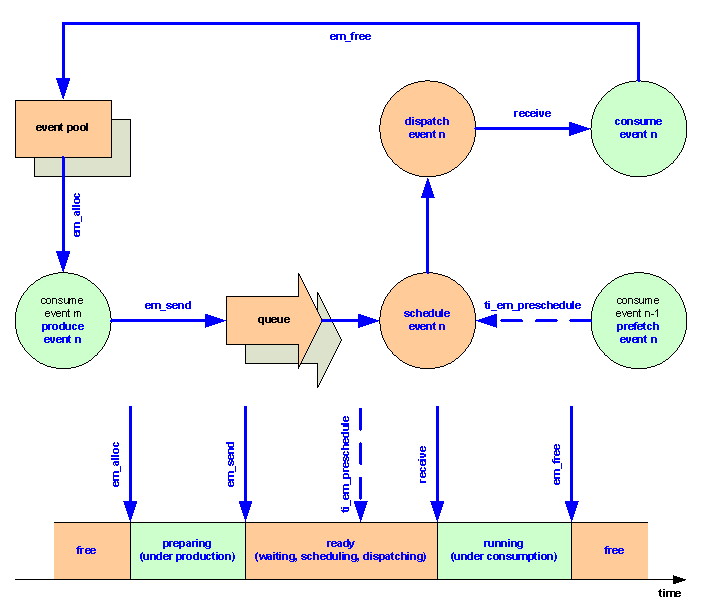 em_free
event pool
dispatch
event n
receive
consume
event n
em_alloc
consume
event m
produce
event n
em_send
queue
schedule
event n
ti_em_preschedule
consume
event n-1
prefetch
event n
em_alloc
em_send
ti_em_preschedule
receive
em_free
free
preparing
(under production)
ready
(waiting, scheduling, dispatching)
running
(under consumption)
free
time